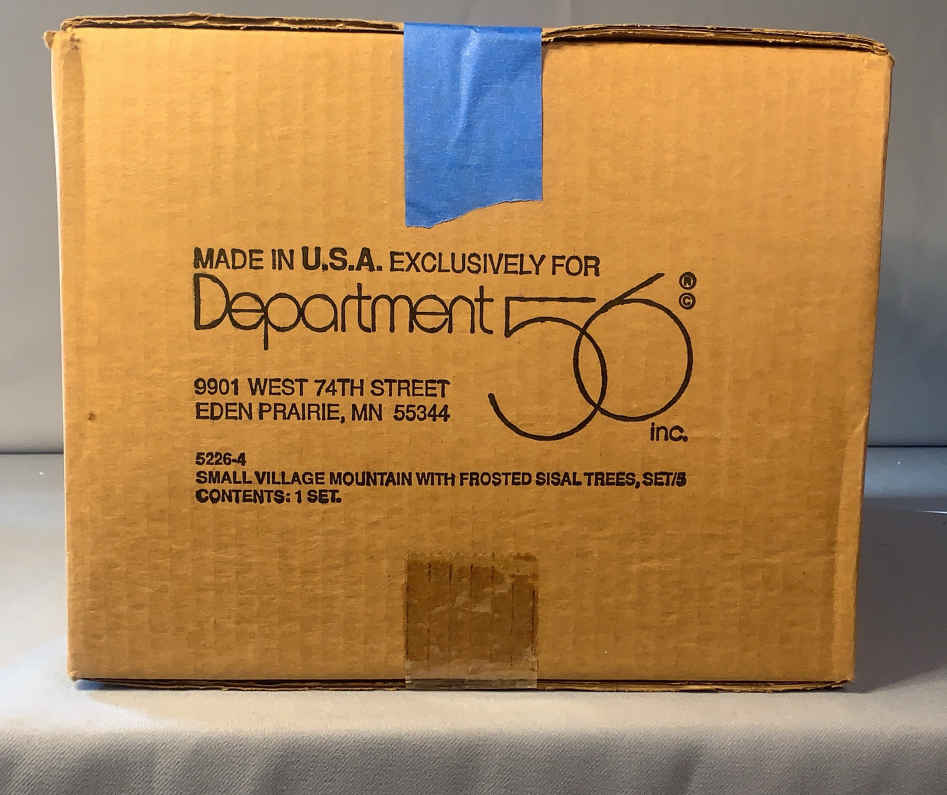 MADE IN U.S.A. EXCLUSIVELY FOR
Department 56 ® ©
inc.
9901 WEST 74TH STREET
EDEN PRAIRIE, MN 55344
5226-4
SMALL VILLAGE MOUNTAIN WITH FROSTED SISAL TREES, SET/5
CONTENTS: 1 SET.